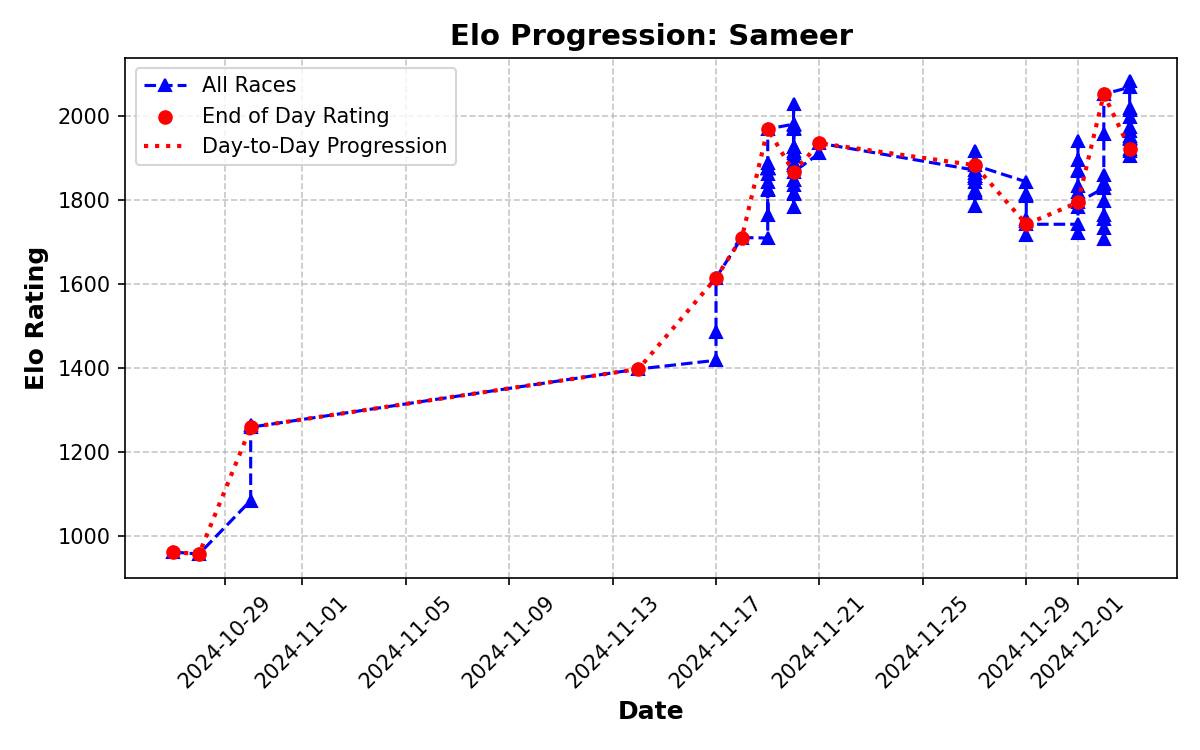 Elo Progression: Sameer
All Races
End of Day Rating
Day-to-Day Progression
Elo Rating
2000
1800
1600
1400
1200
1000
2024-10-29
2024-11-01
2024-11-05
2024-11-09
2024-11-13
2024-11-17
2024-11-21
2024-11-25
2024-11-29
2024-12-01
Date